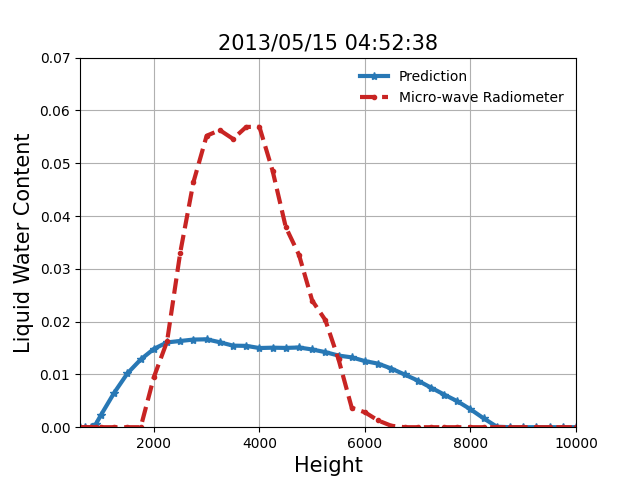 2013/05/15 04:52:38
Liquid Water Content
0.07
0.06
0.05
0.04
0.03
0.02
0.01
0.00
Prediction
Micro-wave Radiometer
2000 4000 6000 8000 10000
Height